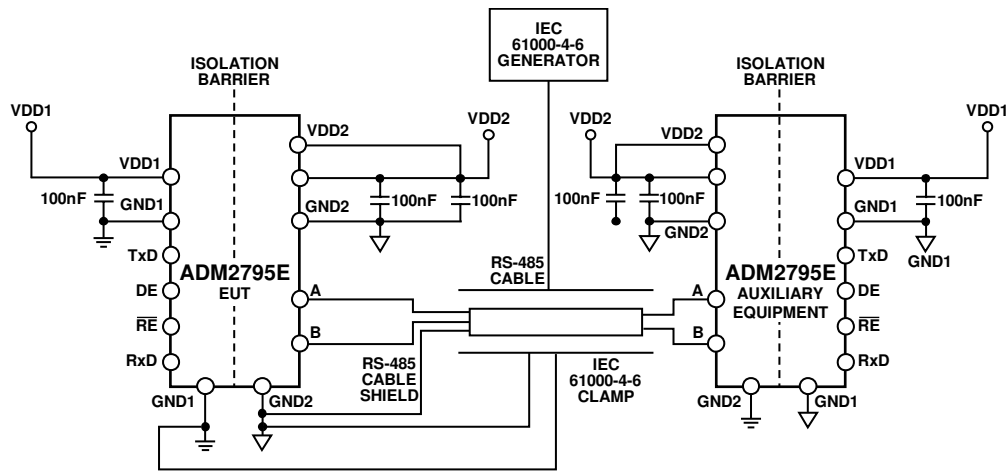 IEC
61000-4-6
GENERATOR
ISOLATION
BARRIER
ISOLATION
BARRIER
VDD1
VDD2
VDD2
VDD2
VDD2
VDD1
VDD1
VDD1
100nF
GND1
100nF
100nF
GND2
100nF
100nF
GND2
GND1
100nF
GND1
TxD
ADM2795E
EUT
DE
RE
RxD
A
B
RS-485
CABLE
A
B
ADM2795E
AUXILIARY
EQUIPMENT
TxD
DE
RE
RxD
RS-485
CABLE
SHIELD
IEC
61000-4-6
CLAMP
GND1
GND2
GND2
GND1